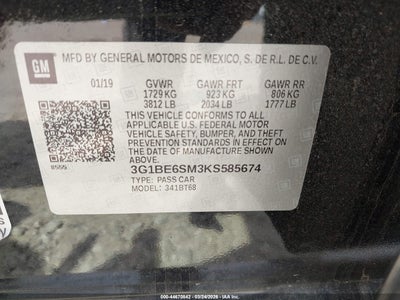 GM
MFD BY GENERAL MOTORS DE MEXICO, S. DE R.L. DE C.V.
01/19 GVWR GAWR FRT GAWR RR
1729 KG 923 KG 806 KG
3812 LB 2034 LB 1777 LB
THIS VEHICLE CONFORMS TO ALL
APPLICABLE U.S. FEDERAL MOTOR
VEHICLE SAFETY, BUMPER, AND THEFT
PREVENTION STANDARDS IN EFFECT ON
THE DATE OF MANUFACTURE SHOWN ABOVE.
3G1BE6SM3KS585674
TYPE: PASS CAR
MODEL: 341BT68